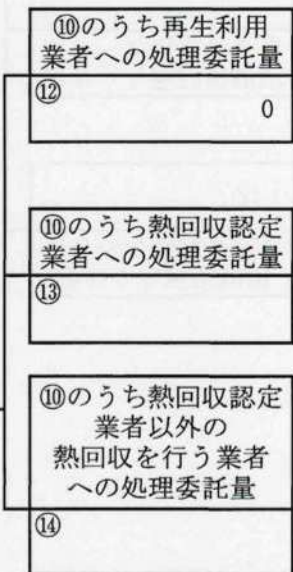 ⑩のうち再生利用
業者への処理委託量
⑫
0
⑩のうち熱回収認定
業者への処理委託量
⑬
⑩のうち熱回収認定
業者以外の
熱回収を行う業者
への処理委託量
⑭